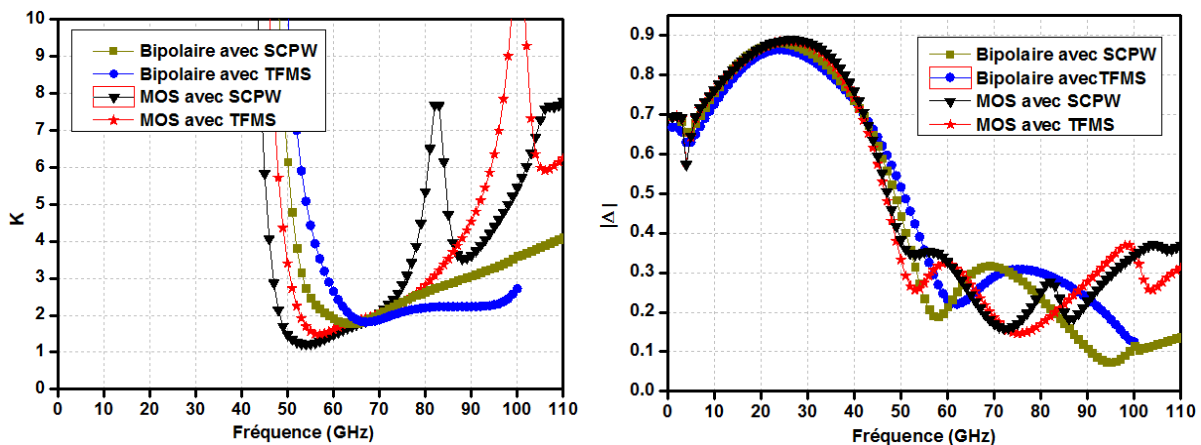 10
9
8
7
6
5
4
3
2
1
0
K
Bipolaire avec SCPW
Bipolaire avec TFMS
MOS avec SCPW
MOS avec TFMS
0 10 20 30 40 50 60 70 80 90 100 110
Fréquence (GHz)
0.9
0.8
0.7
0.6
0.5
0.4
0.3
0.2
0.1
0.0
|Δ|
Bipolaire avec SCPW
Bipolaire avecTFMS
MOS avec SCPW
MOS avec TFMS
0 10 20 30 40 50 60 70 80 90 100 110
Fréquence (GHz)